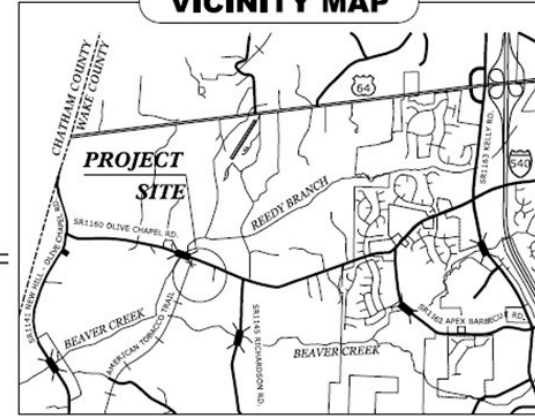 VICINITY MAP
CHATHAM COUNTY
WAKE COUNTY
64
SR1163 KELLY RD.
540
PROJECT
SITE
REEDY BRANCH
SR1160 OLIVE CHAPEL RD.
SR1141 NEW HILL - OLIVE CHAPEL RD.
BEAVER CREEK
AMERICAN TOBACCO TRAIL
SR1145 RICHARDSON RD.
SR1162 APEX BARBECUE RD.
BEAVER CREEK